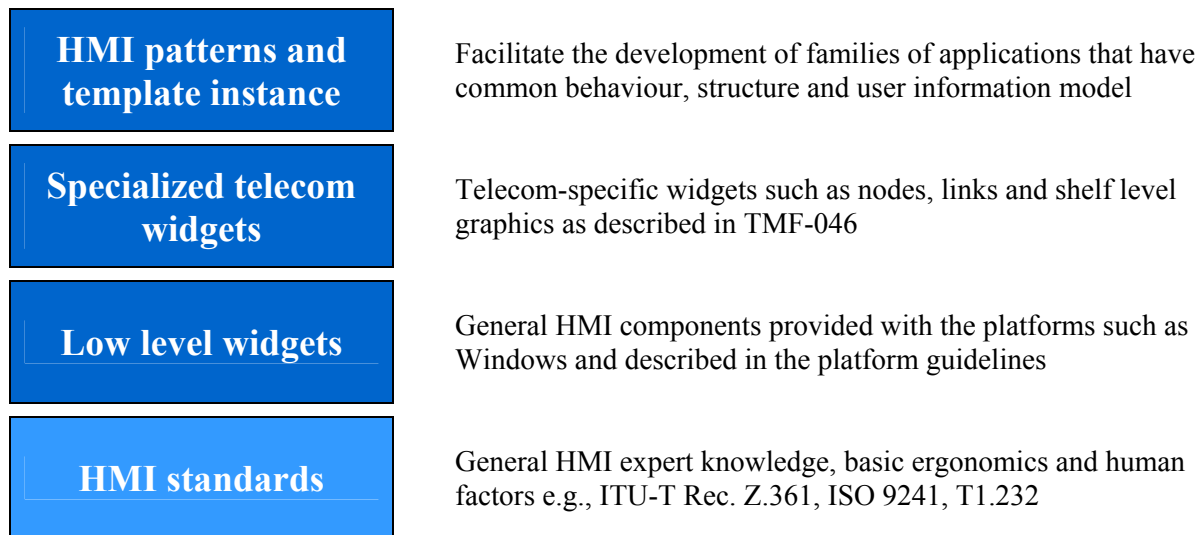 HMI patterns and
template instance
Facilitate the development of families of applications that have
common behaviour, structure and user information model
Specialized telecom
widgets
Telecom-specific widgets such as nodes, links and shelf level
graphics as described in TMF-046
Low level widgets
General HMI components provided with the platforms such as
Windows and described in the platform guidelines
HMI standards
General HMI expert knowledge, basic ergonomics and human
factors e.g., ITU-T Rec. Z.361, ISO 9241, T1.232